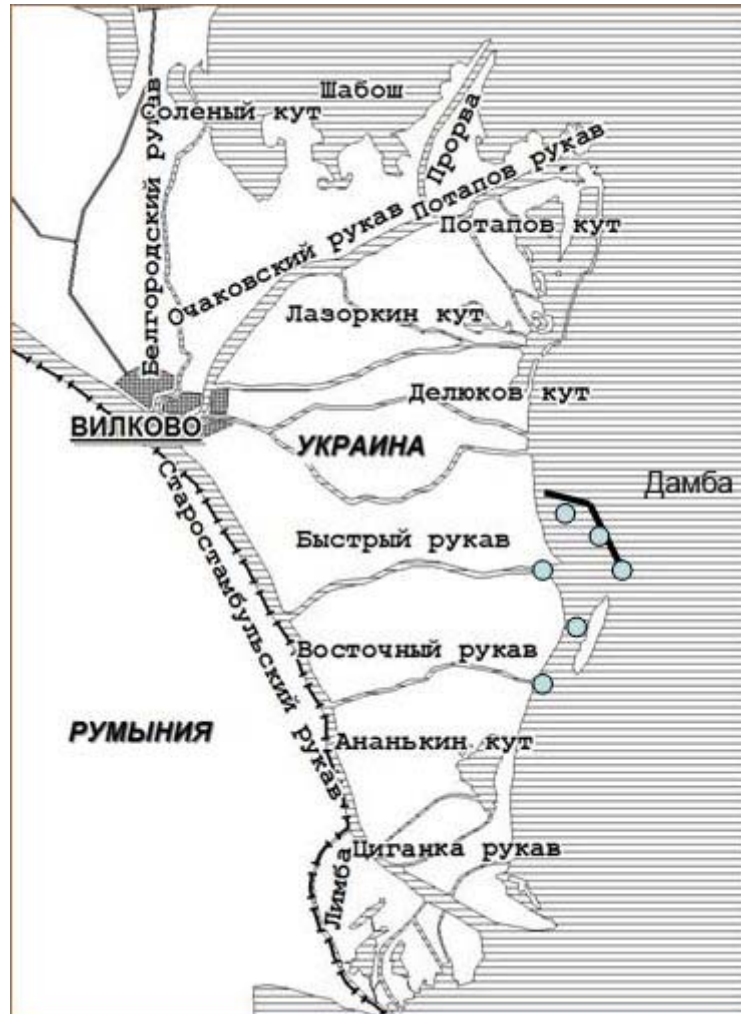 Шабош
Соленый кут
Белгородский рукав
Прорва
Потапов рукав
Потапов кут
Очаковский рукав
Лазоркин кут
Делюков кут
ВИЛКОВО
УКРАИНА
Дамба
Старостамбульский рукав
Быстрый рукав
Восточный рукав
РУМЫНИЯ
Ананькин кут
Циганка рукав
Лимба